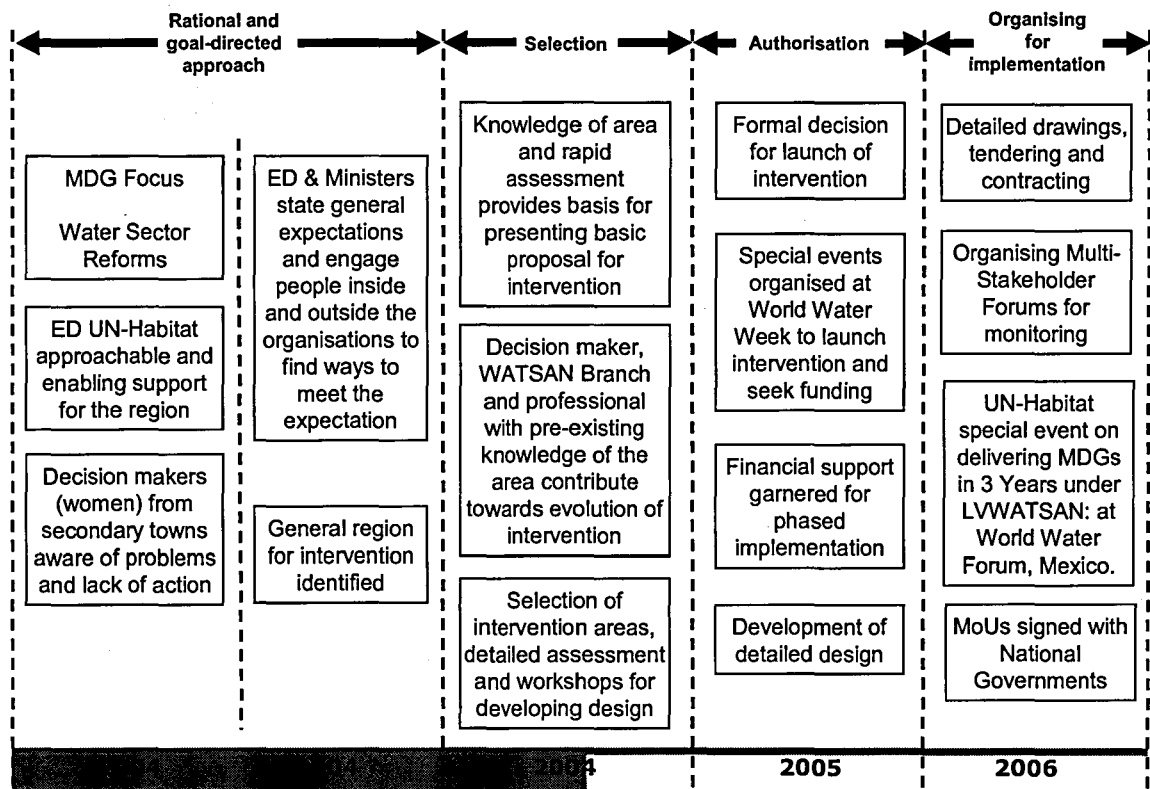 Rational and
goal-directed
approach
Selection
Authorisation
Organising
for
implementation
MDG Focus
Water Sector
Reforms
ED UN-Habitat
approachable and
enabling support
for the region
Decision makers
(women) from
secondary towns
aware of problems
and lack of action
ED & Ministers
state general
expectations
and engage
people inside
and outside the
organisations to
find ways to
meet the
expectation
General region
for intervention
identified
Knowledge of area
and rapid
assessment
provides basis for
presenting basic
proposal for
intervention
Decision maker,
WATSAN Branch
and professional
with pre-existing
knowledge of the
area contribute
towards evolution of
intervention
Selection of
intervention areas,
detailed assessment
and workshops for
developing design
Formal decision
for launch of
intervention
Special events
organised at
World Water
Week to launch
intervention and
seek funding
Financial support
garnered for
phased
implementation
Development of
detailed design
Detailed drawings,
tendering and
contracting
Organising Multi-
Stakeholder
Forums for
monitoring
UN-Habitat
special event on
delivering MDGs
in 3 Years under
LVWATSAN: at
World Water
Forum, Mexico.
MoUs signed with
National
Governments
2004
2005
2006